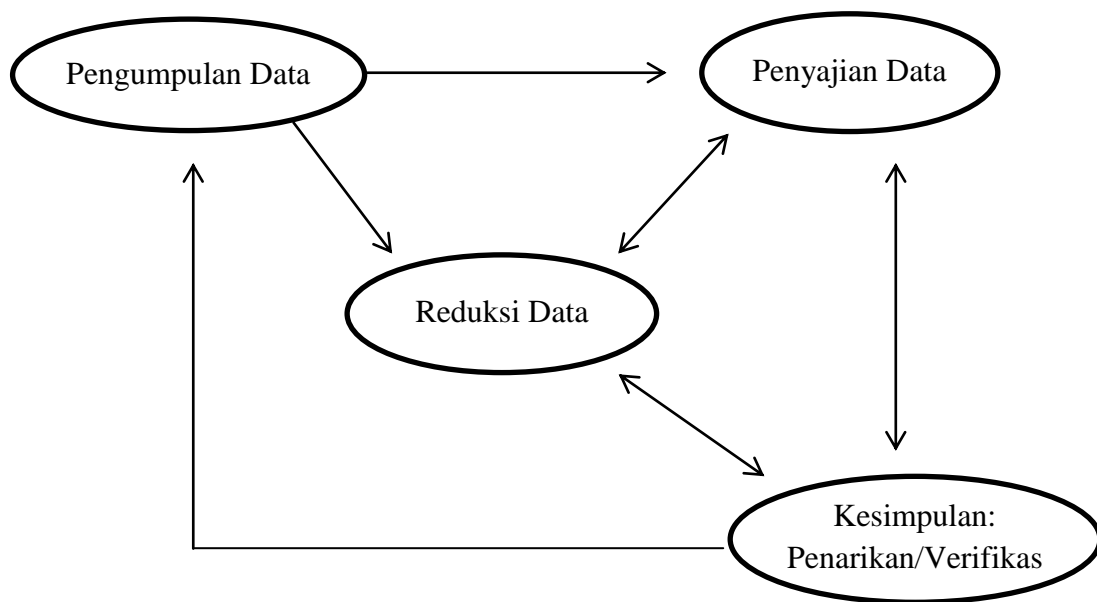 Pengumpulan Data
Penyajian Data
Reduksi Data
Kesimpulan:
Penarikan/Verifikas